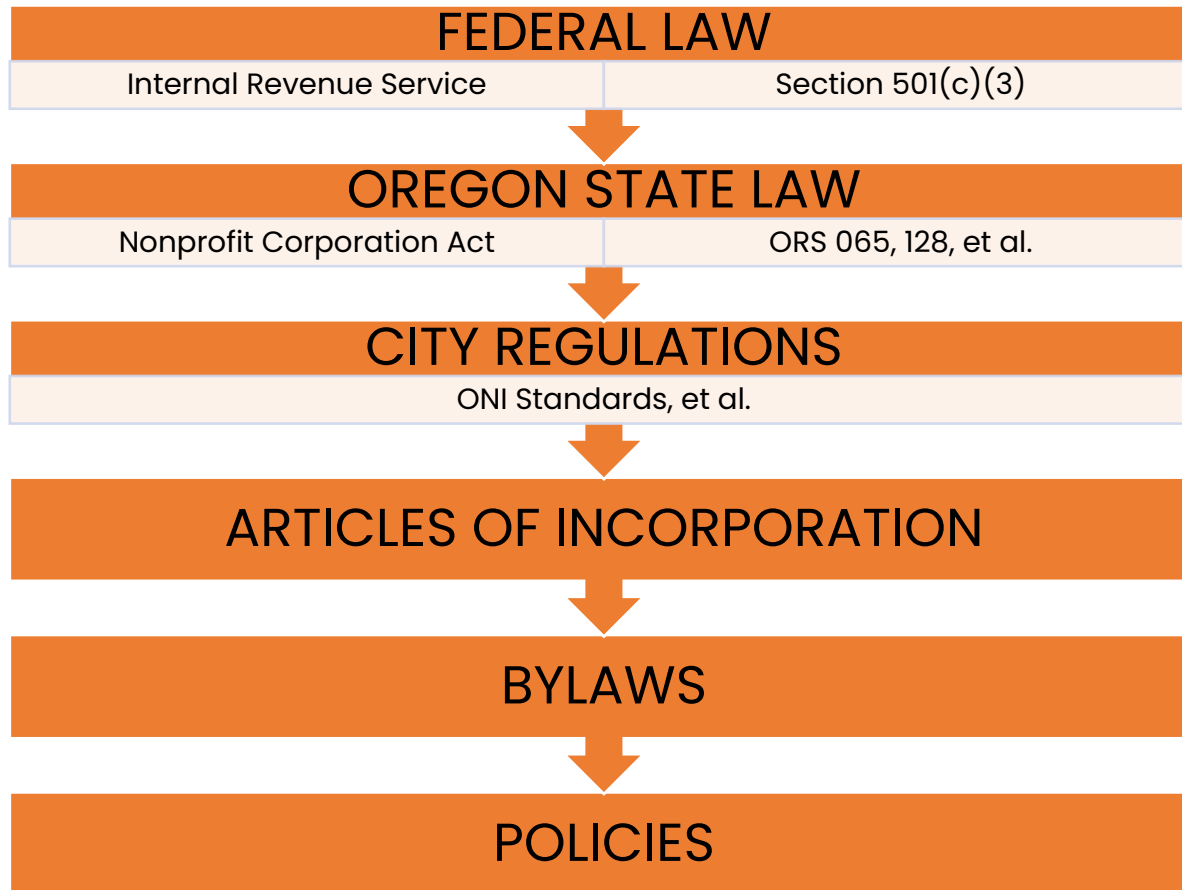 FEDERAL LAW
Internal Revenue Service
Section 501(c)(3)
OREGON STATE LAW
Nonprofit Corporation Act
ORS 065, 128, et al.
CITY REGULATIONS
ONI Standards, et al.
ARTICLES OF INCORPORATION
BYLAWS
POLICIES